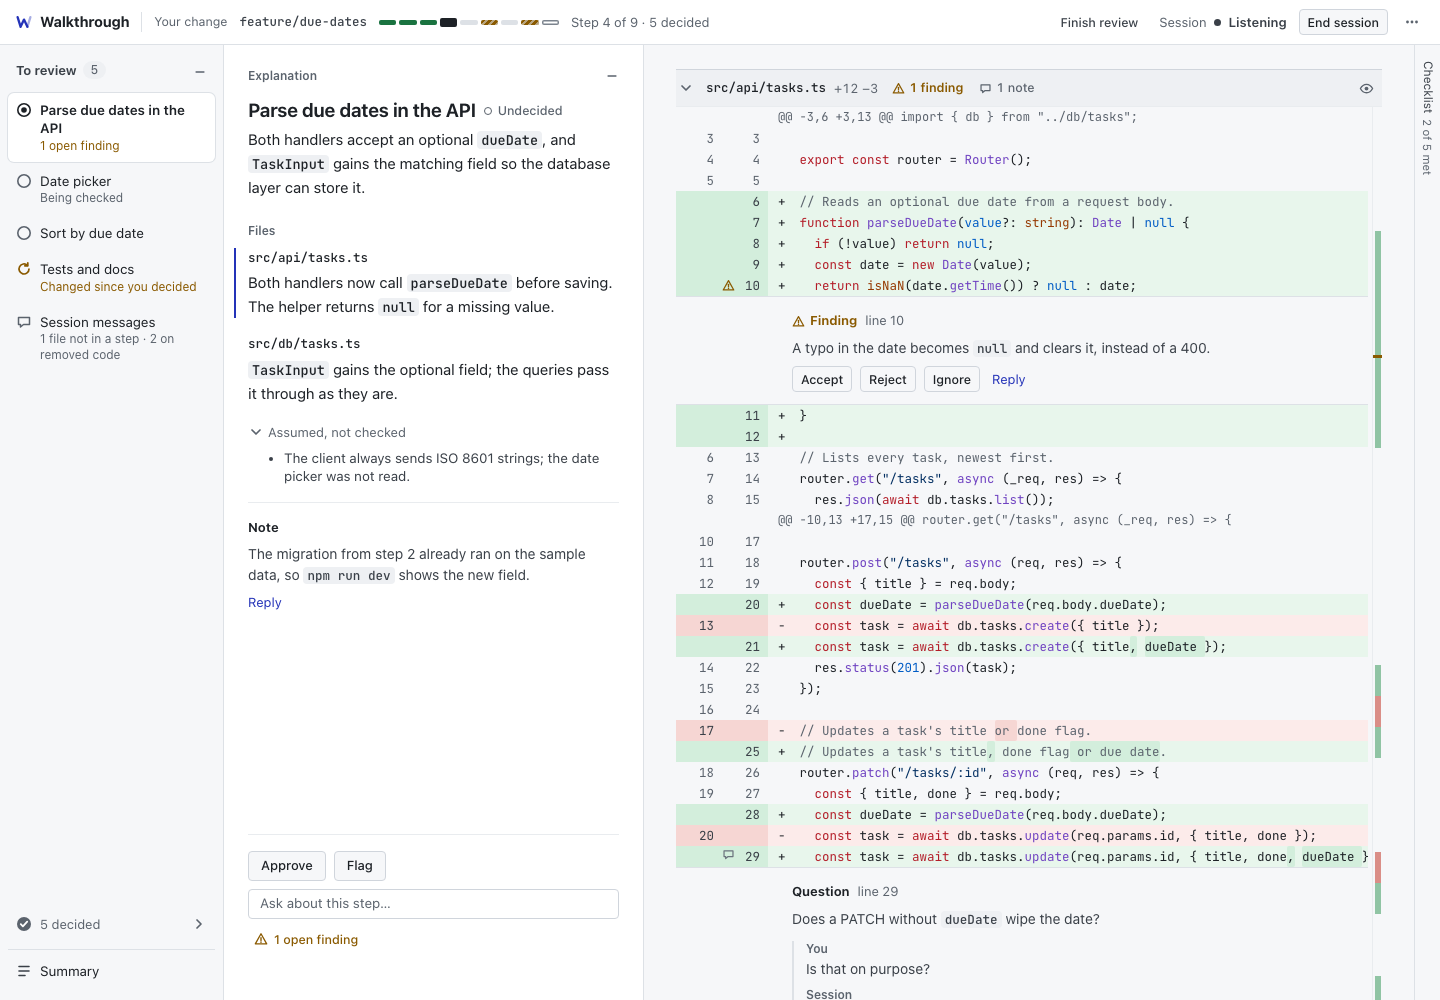 Walkthrough
Your change feature/due-dates
Step 4 of 9 · 5 decided
Finish review
Session Listening
End session
To review 5
Parse due dates in the API
1 open finding
Date picker
Being checked
Sort by due date
Tests and docs
Changed since you decided
Session messages
1 file not in a step · 2 on
removed code
5 decided
Summary
Explanation
Parse due dates in the API Undecided
Both handlers accept an optional dueDate, and
TaskInput gains the matching field so the database
layer can store it.
Files
src/api/tasks.ts
Both handlers now call parseDueDate before saving.
The helper returns null for a missing value.
src/db/tasks.ts
TaskInput gains the optional field; the queries pass
it through as they are.
Assumed, not checked
• The client always sends ISO 8601 strings; the date
picker was not read.
Note
The migration from step 2 already ran on the sample
data, so npm run dev shows the new field.
Reply
Approve Flag
Ask about this step…
1 open finding
src/api/tasks.ts +12 −3 1 finding 1 note
@@ -3,6 +3,13 @@ import { db } from "../db/tasks";
3 3
4 4 export const router = Router();
5 5
6 + // Reads an optional due date from a request body.
7 + function parseDueDate(value?: string): Date | null {
8 + if (!value) return null;
9 + const date = new Date(value);
10 + return isNaN(date.getTime()) ? null : date;
Finding line 10
A typo in the date becomes null and clears it, instead of a 400.
Accept Reject Ignore Reply
11 + }
12 +
6 13 // Lists every task, newest first.
7 14 router.get("/tasks", async (_req, res) => {
8 15 res.json(await db.tasks.list());
@@ -10,13 +17,15 @@ router.get("/tasks", async (_req, res) => {
10 17
11 18 router.post("/tasks", async (req, res) => {
12 19 const { title } = req.body;
20 + const dueDate = parseDueDate(req.body.dueDate);
13 - const task = await db.tasks.create({ title });
21 + const task = await db.tasks.create({ title, dueDate });
14 22 res.status(201).json(task);
15 23 });
16 24
17 - // Updates a task's title or done flag.
25 + // Updates a task's title, done flag or due date.
18 26 router.patch("/tasks/:id", async (req, res) => {
19 27 const { title, done } = req.body;
28 + const dueDate = parseDueDate(req.body.dueDate);
20 - const task = await db.tasks.update(req.params.id, { title, done });
29 + const task = await db.tasks.update(req.params.id, { title, done, dueDate }
Question line 29
Does a PATCH without dueDate wipe the date?
You
Is that on purpose?
Session
Checklist 2 of 5 met